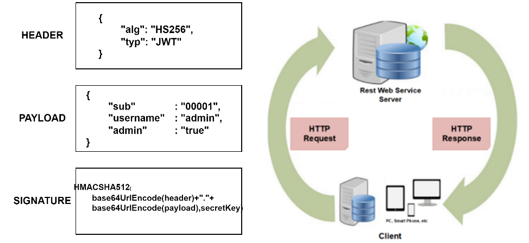 HEADER
{
"alg": "HS256",
"typ": "JWT"
}
PAYLOAD
{
"sub" : "00001",
"username" : "admin",
"admin" : "true"
}
SIGNATURE
HMACSHA512(
base64UrlEncode(header)+"."+
base64UrlEncode(payload),secretKey)
Rest Web Service
Server
HTTP
Request
HTTP
Response
PC, Smart Phone, etc
Client